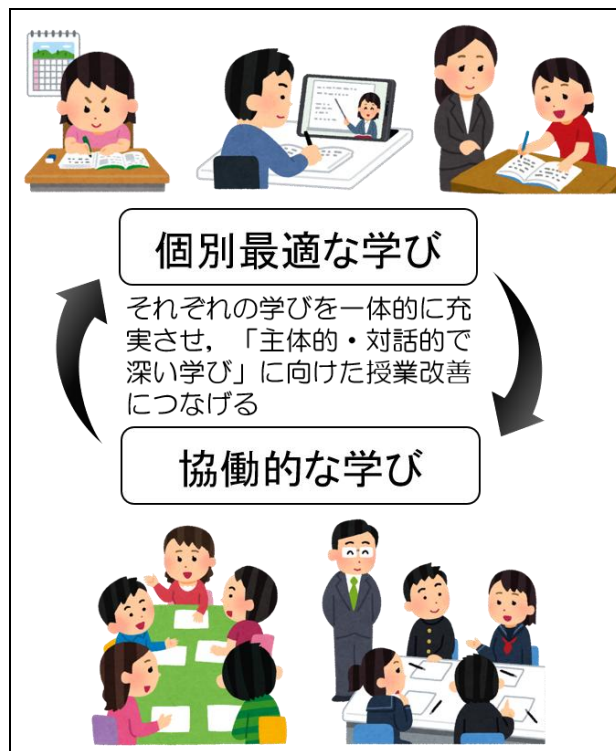 個別最適な学び
それぞれの学びを一体的に充
実させ，「主体的・対話的で
深い学び」に向けた授業改善
につなげる
協働的な学び